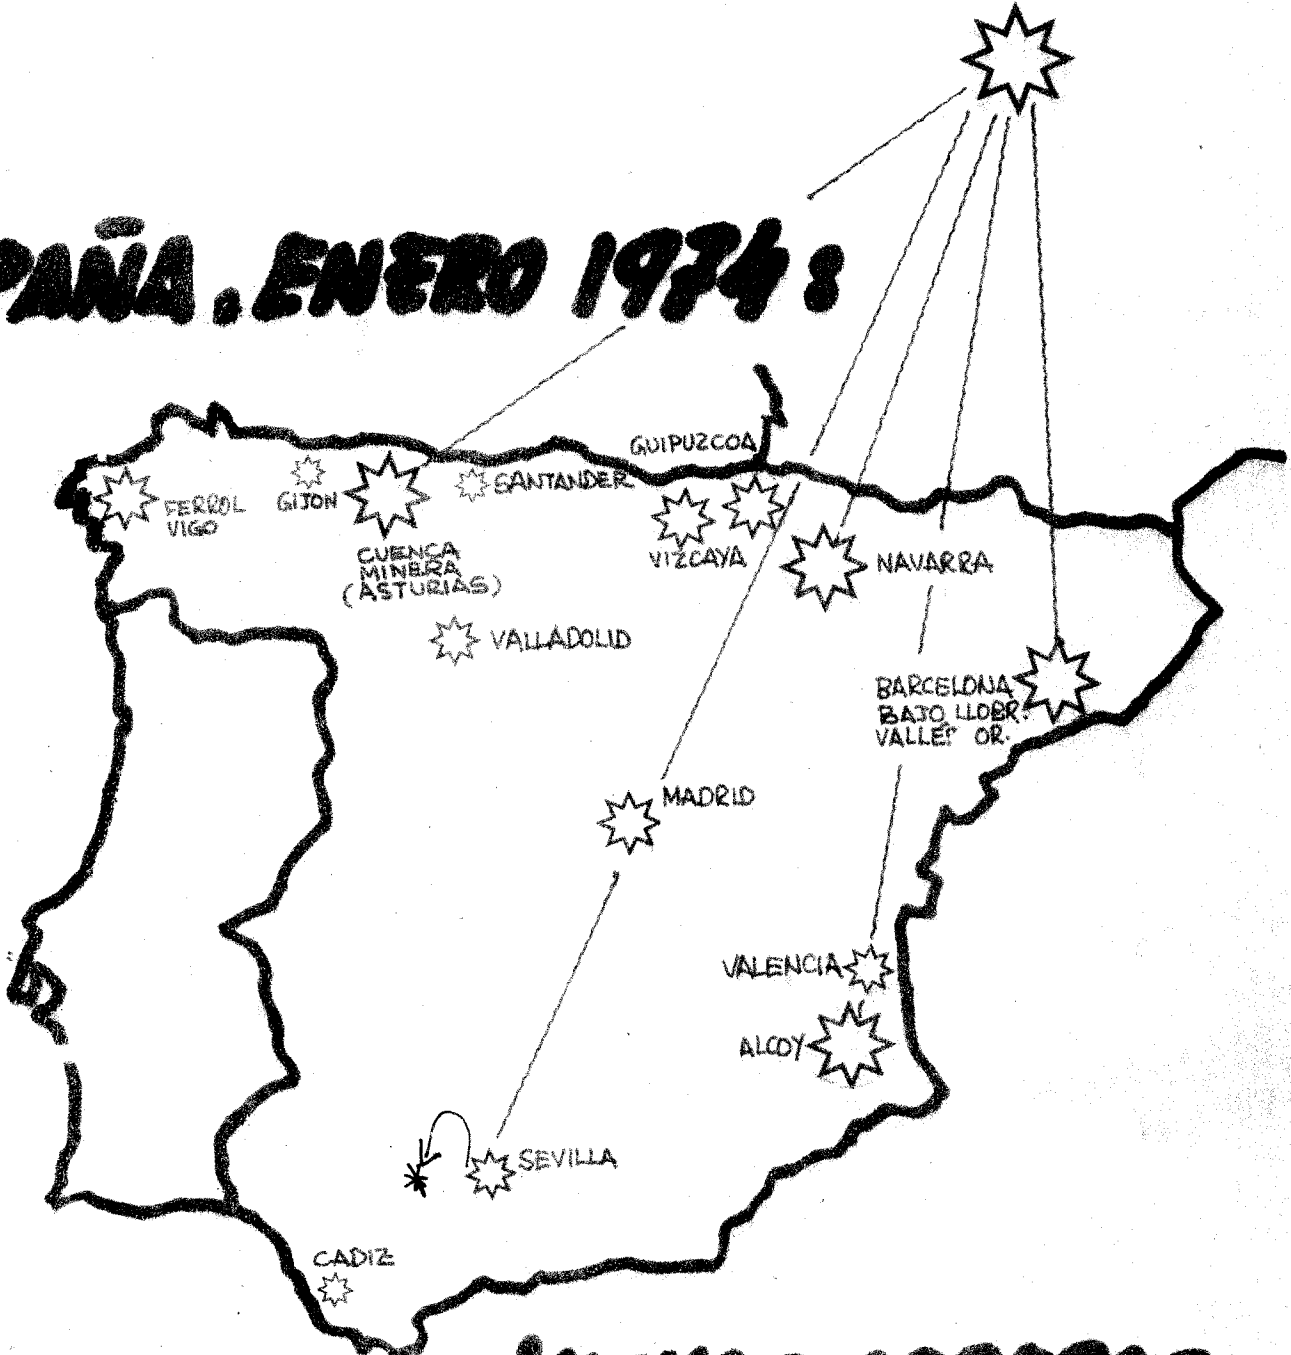 PAÑA. ENERO 1974:
GUIPUZCOA
FERROL
VIGO
GIJON
SANTANDER
CUENCA
MINERA
(ASTURIAS)
VIZCAYA
NAVARRA
VALLADOLID
BARCELONA
BAJO LLOBR.
VALLES OR.
MADRID
VALENCIA
ALCOY
SEVILLA
CADIZ